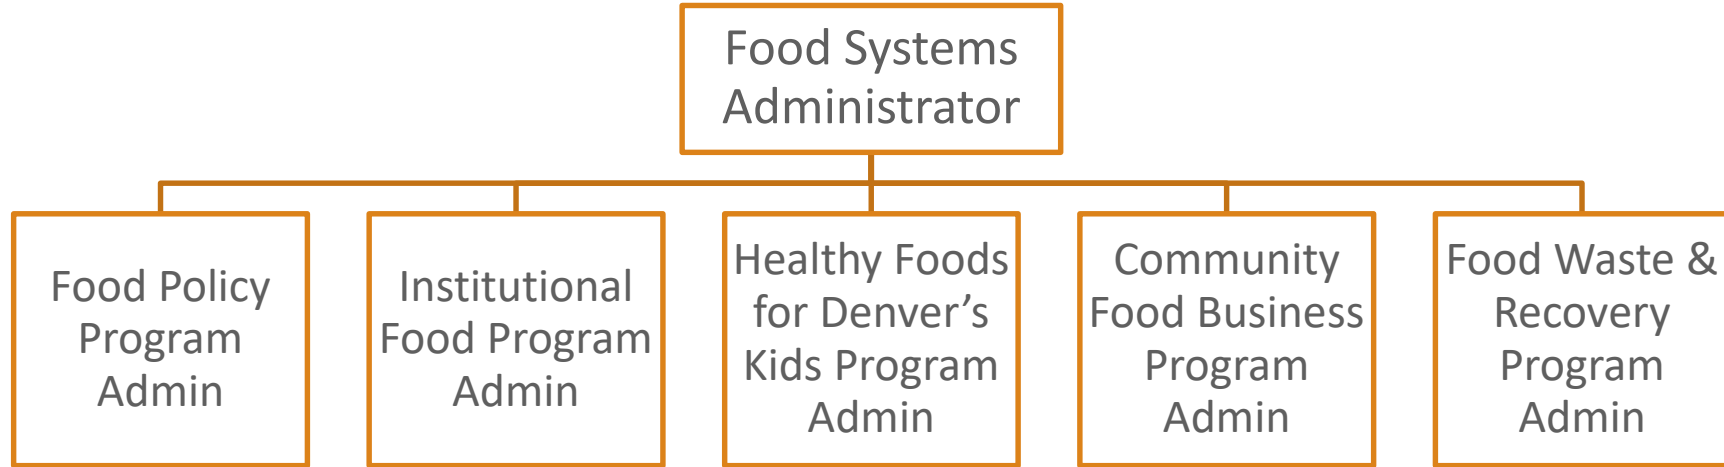 Food Systems
Administrator
Food Policy
Program
Admin
Institutional
Food Program
Admin
Healthy Foods
for Denver’s
Kids Program
Admin
Community
Food Business
Program
Admin
Food Waste &
Recovery
Program
Admin